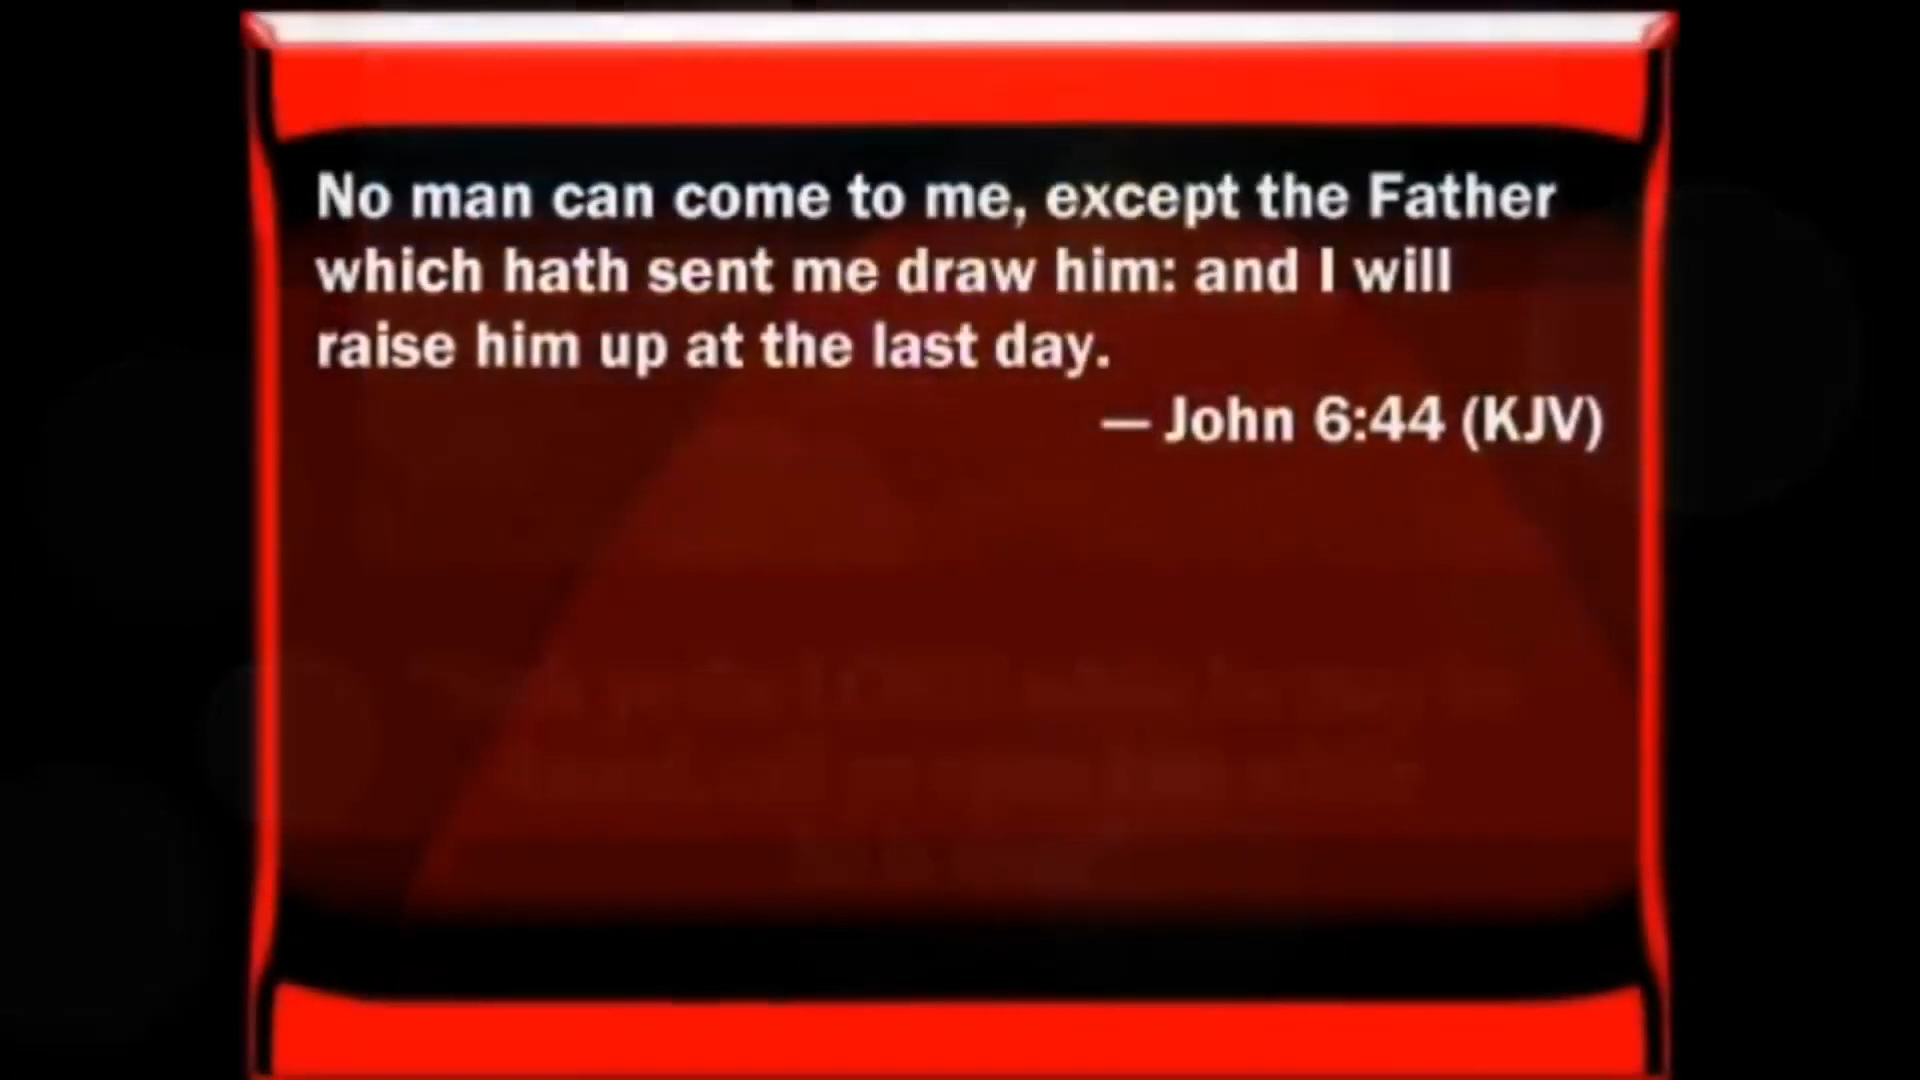 No man can come to me, except the Father
which hath sent me draw him: and I will
raise him up at the last day.
— John 6:44 (KJV)